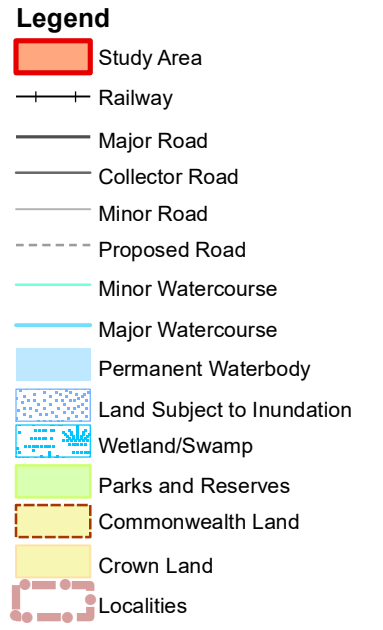 Legend
Study Area
Railway
Major Road
Collector Road
Minor Road
Proposed Road
Minor Watercourse
Major Watercourse
Permanent Waterbody
Land Subject to Inundation
Wetland/Swamp
Parks and Reserves
Commonwealth Land
Crown Land
Localities